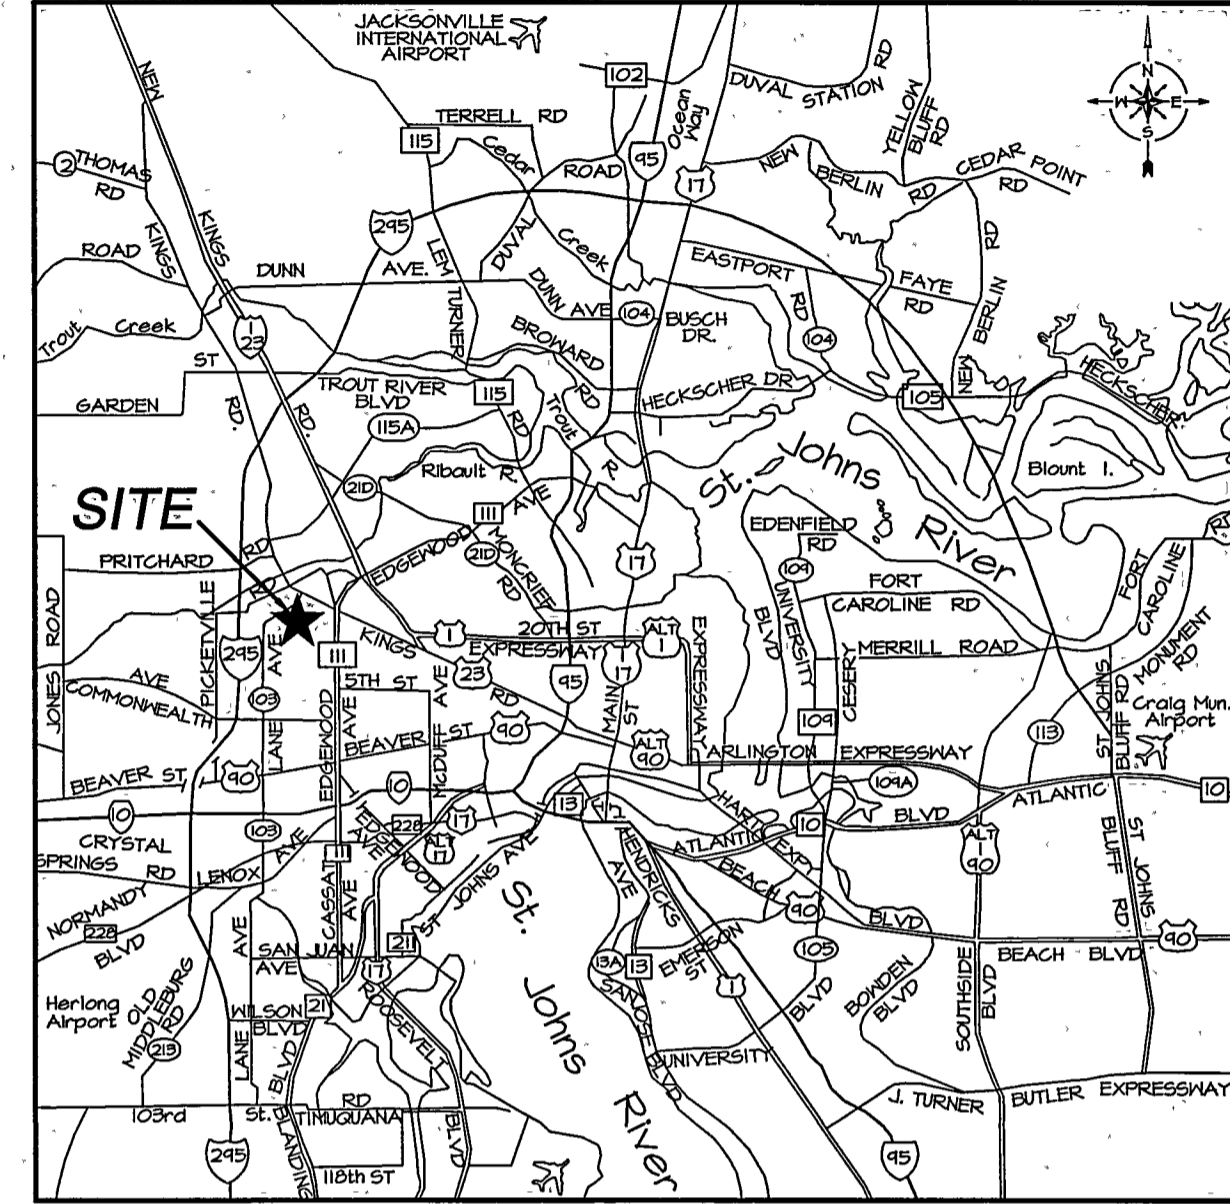 JACKSONVILLE
INTERNATIONAL
AIRPORT
NEW
102
DUVAL STATION RD
YELLOW
BLUFF
RD
N
W E
S
TERRELL RD
115
Cedar
ROAD
95
Ocean
Way
17
NEW
BERLIN
RD
CEDAR POINT
RD
2
THOMAS
RD
KINGS
KINGS
295
LEM
TURNER
DUVAL
Creek
ROAD
DUNN
AVE.
DUNN AVE
104
BUSCH
DR.
EASTPORT
RD
104
FAYE
RD
RD
BERLIN
NEW
Trout
Creek
1
23
BROWARD
RD
ST
TROUT RIVER
BLVD
115
RD
Trout
R.
HECKSCHER DR.
105
HECKSCHER
GARDEN
RD.
RD.
115A
21D
Ribault R.
St. Johns
River
Blount I.
SITE
111
EDGEWOOD
AVE
21D
MONCRIEF
RD
17
EDENFIELD
RD
109
PRITCHARD
RD
RD
FORT
CAROLINE RD
FORT
CAROLINE
JONES ROAD
PICKETVILLE
295
AVE.
111
KINGS
1
20TH ST
EXPRESSWAY
ALT
1
EXPRESSWAY
BLVD
UNIVERSITY
MERRILL ROAD
MONUMENT
RD
AVE
COMMONWEALTH
103
5TH ST
23
RD
95
1
17
MAIN
ST
CESERY
109
ST JOHNS
BLUFF RD
Craig Mun.
Airport
113
LANE
EDGEWOOD
AVE
BEAVER ST
McDUFF AVE
90
ALT
90
ARLINGTON EXPRESSWAY
BEAVER ST
90
10
109A
10
10
CRYSTAL
SPRINGS RD
103
LENOX
AVE
228
17
ALT
17
13
HART
EXPY
ATLANTIC
10
BLVD
ATLANTIC
ALT
1
90
EDGEWOOD
AVE
111
CASSAT
AVE
ST JOHNS AVE
HENDRICKS
AVE
BEACH
90
BLVD
ST JOHNS
BLUFF RD
NORMANDY
228
BLVD
SAN JUAN
AVE
AVE
21
St.
Johns
River
13A
13
EMERSON
ST
105
BEACH BLVD
90
Herlong
Airport
OLD
MIDDLEBURG
RD
213
WILSON
BLVD
21
17
ROOSEVELT
SAN JOSE
BLVD
1
BLVD
BOWDEN
BLVD
SOUTHSIDE
BLVD
LANE
BLVD
UNIVERSITY
103rd
St.
RD
TIMUQUANA
BLVD
J. TURNER BUTLER EXPRESSWAY
295
BLANDING
118th ST
95